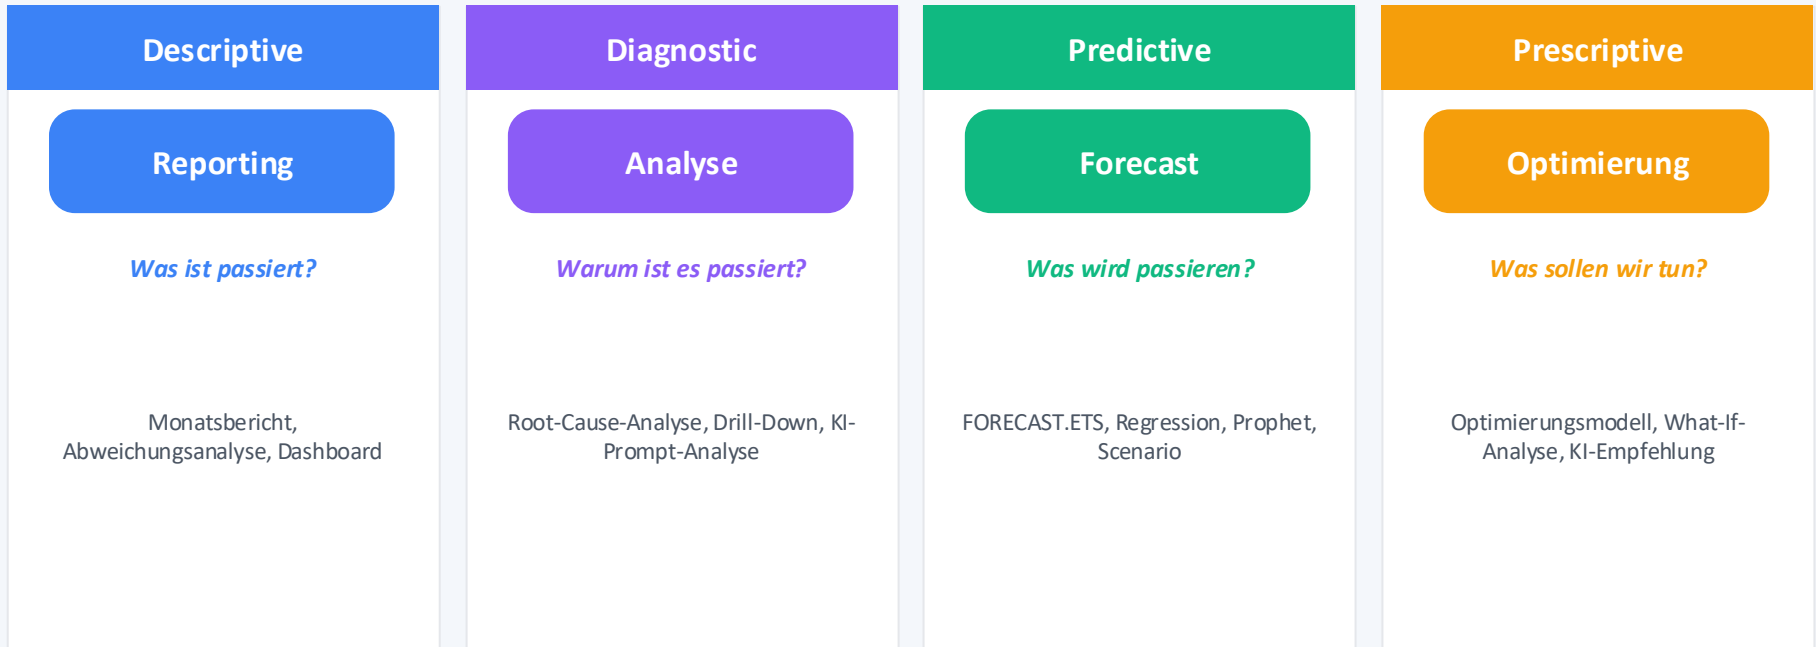 Descriptive
Reporting
Was ist passiert?
Monatsbericht,
Abweichungsanalyse, Dashboard
Diagnostic
Analyse
Warum ist es passiert?
Root-Cause-Analyse, Drill-Down, KI-
Prompt-Analyse
Predictive
Forecast
Was wird passieren?
FORECAST.ETS, Regression, Prophet,
Scenario
Prescriptive
Optimierung
Was sollen wir tun?
Optimierungsmodell, What-If-
Analyse, KI-Empfehlung